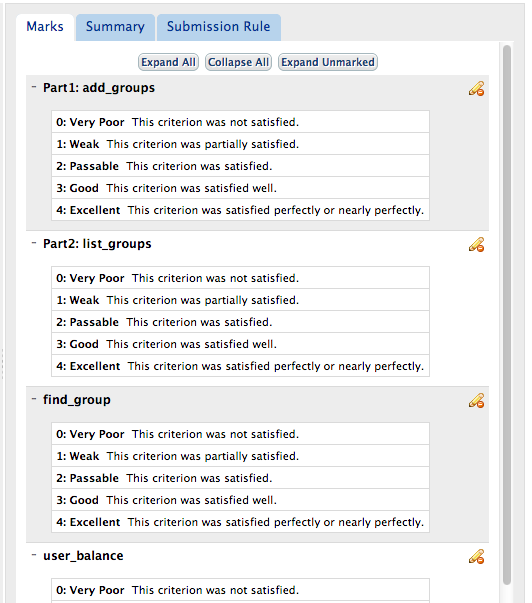 Marks Summary Submission Rule
Expand All Collapse All Expand Unmarked
- Part1: add_groups
0: Very Poor This criterion was not satisfied.
1: Weak This criterion was partially satisfied.
2: Passable This criterion was satisfied.
3: Good This criterion was satisfied well.
4: Excellent This criterion was satisfied perfectly or nearly perfectly.
- Part2: list_groups
0: Very Poor This criterion was not satisfied.
1: Weak This criterion was partially satisfied.
2: Passable This criterion was satisfied.
3: Good This criterion was satisfied well.
4: Excellent This criterion was satisfied perfectly or nearly perfectly.
- find_group
0: Very Poor This criterion was not satisfied.
1: Weak This criterion was partially satisfied.
2: Passable This criterion was satisfied.
3: Good This criterion was satisfied well.
4: Excellent This criterion was satisfied perfectly or nearly perfectly.
- user_balance
0: Very Poor This criterion was not satisfied.